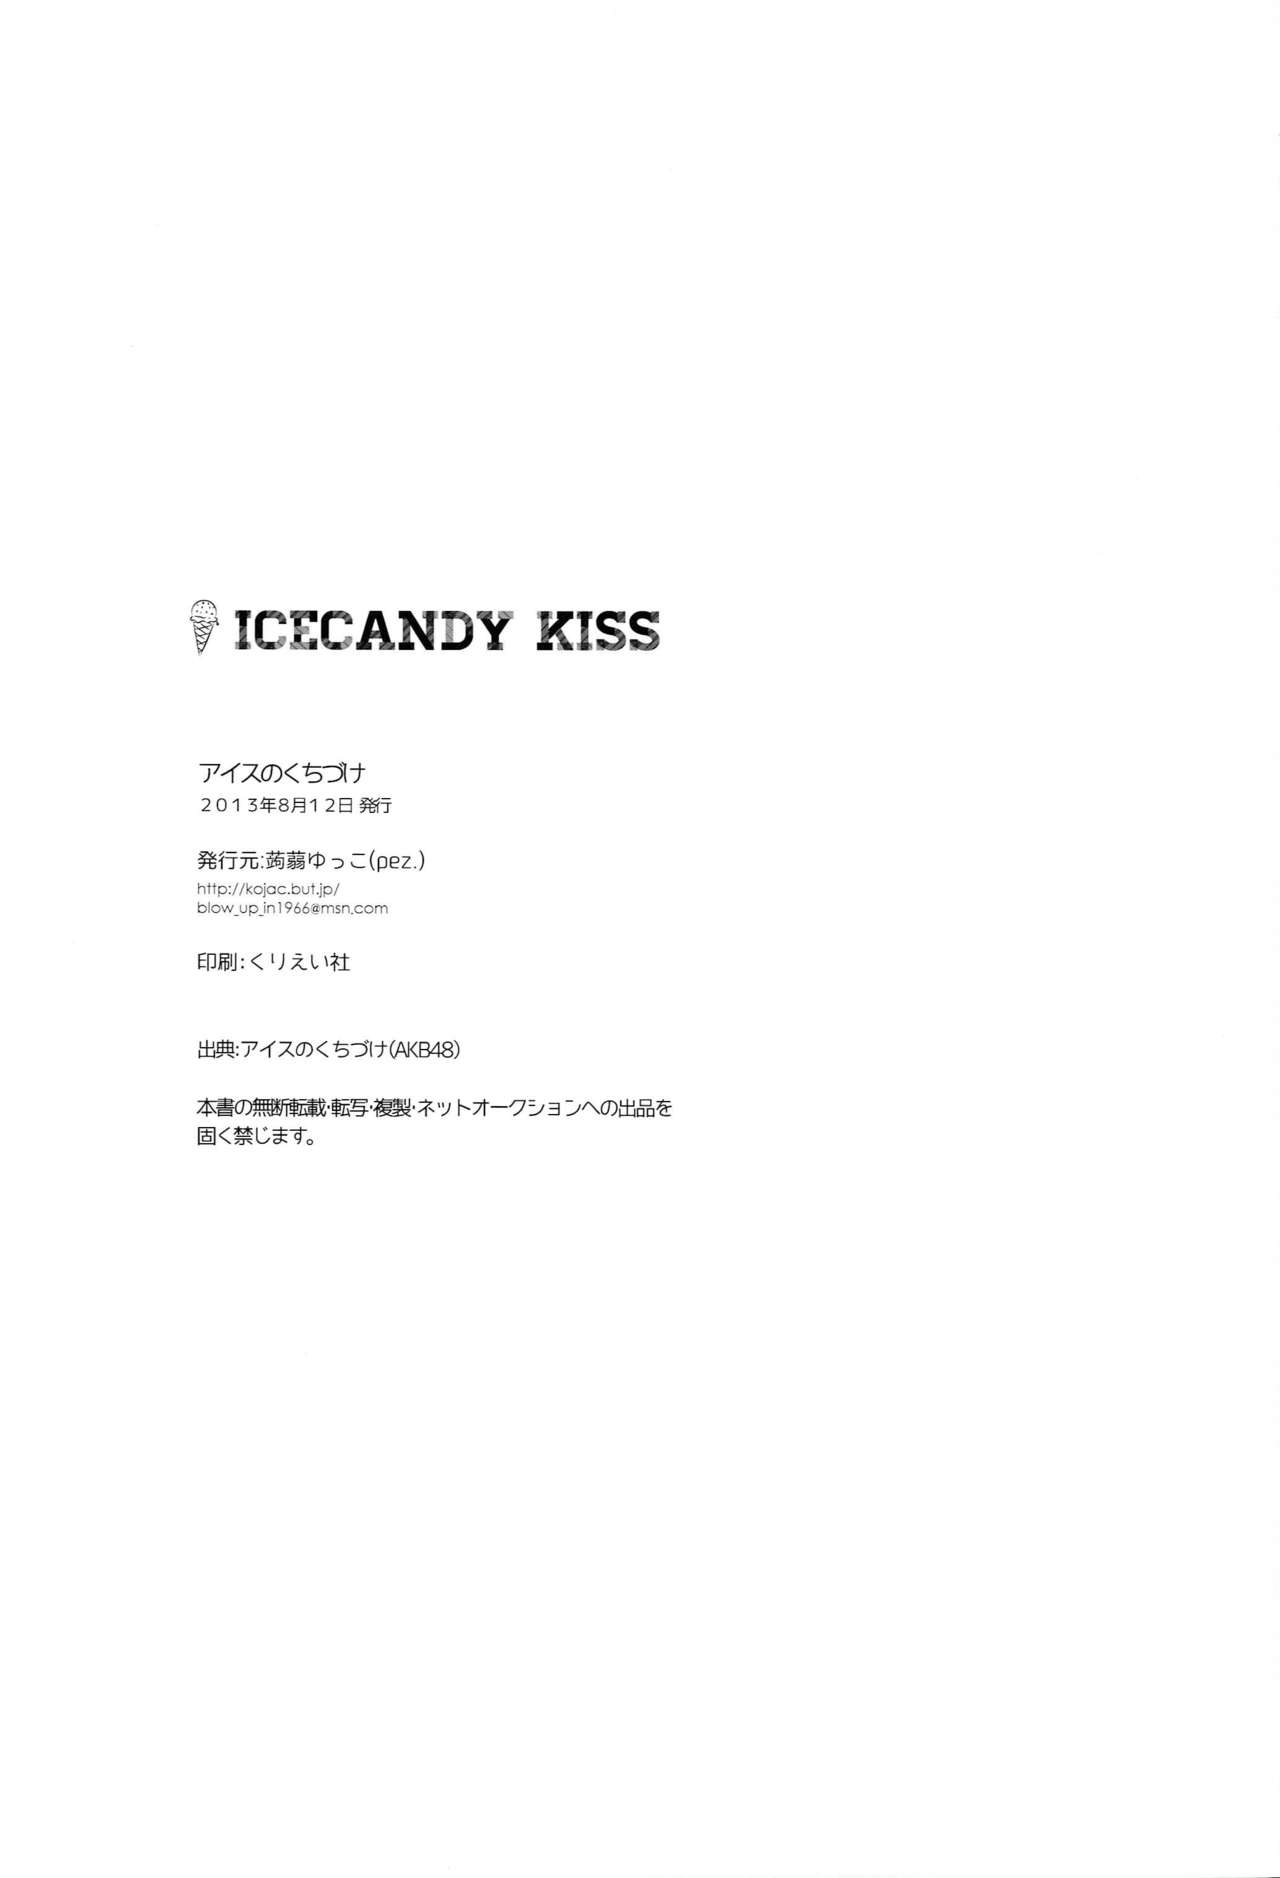 ICECANDY KISS
アイスのくちづけ
２０１３年８月１２日 発行
発行元:蒟蒻ゆっこ(pez.)
http://kojac.but.jp/
blow_up_in1966@msn.com
印刷:くりえい社
出典:アイスのくちづけ(AKB48)
本書の無断転載・転写・複製・ネットオークションへの出品を
固く禁じます。